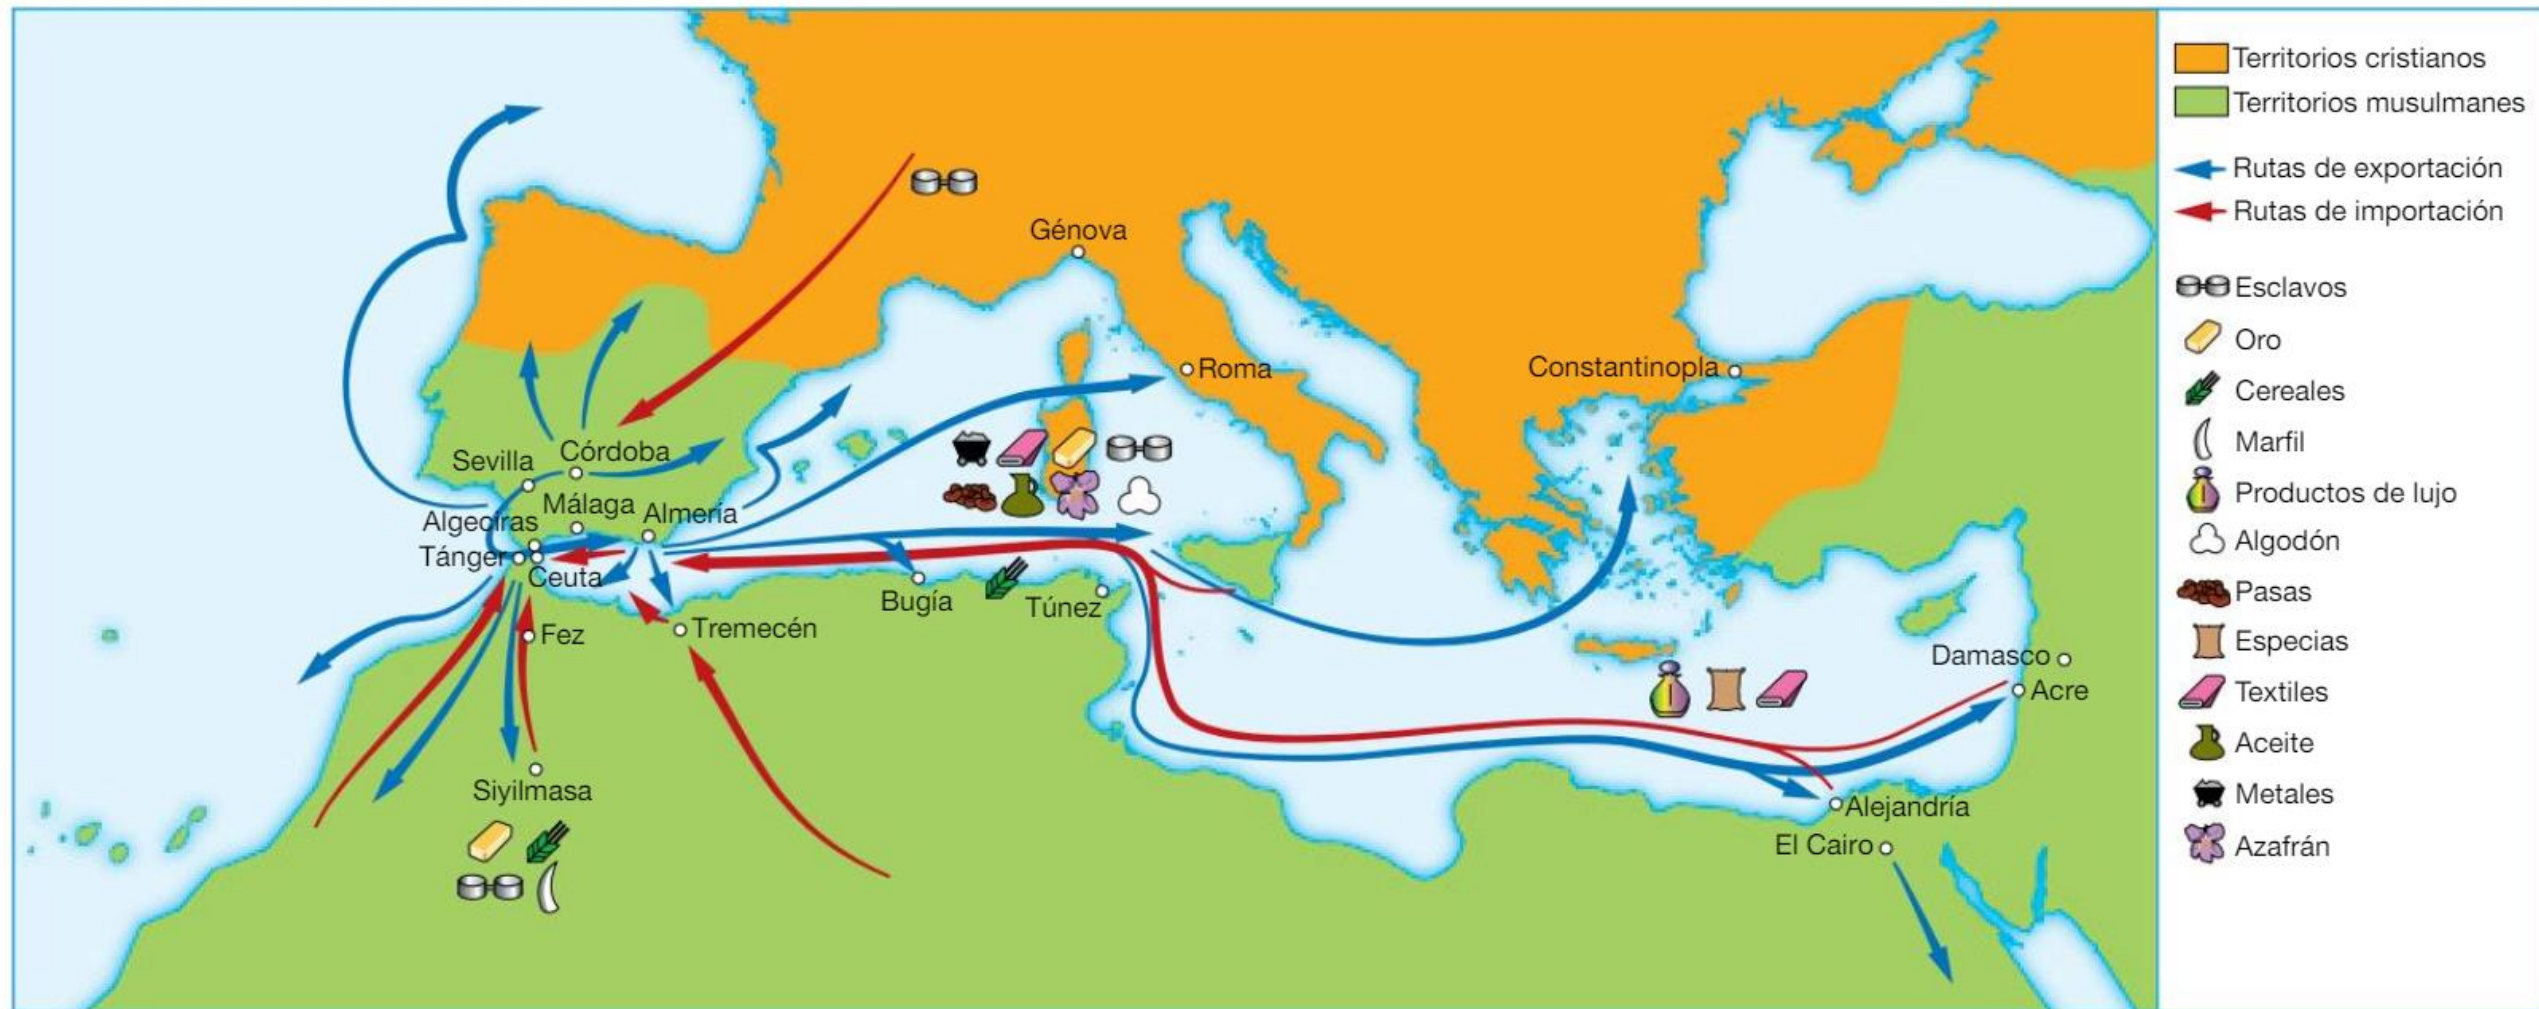 Génova
Roma
Constantinopla
Sevilla
Córdoba
Málaga
Almería
Algeciras
Tánger
Ceuta
Bugía
Túnez
Fez
Tremecén
Siyilmasa
Damasco
Acre
Alejandría
El Cairo
Territorios cristianos
Territorios musulmanes
Rutas de exportación
Rutas de importación
Esclavos
Oro
Cereales
Marfil
Productos de lujo
Algodón
Pasas
Especias
Textiles
Aceite
Metales
Azafrán